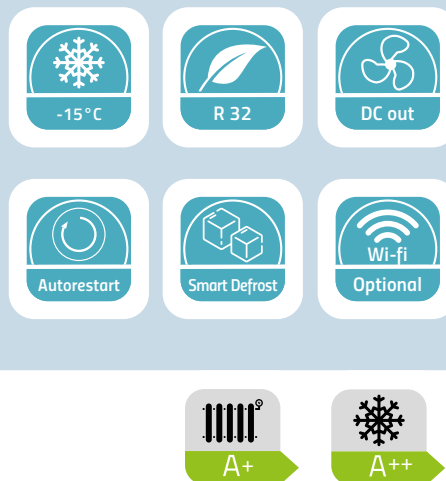 -15°C
R 32
DC out
Autorestart
Smart Defrost
Wi-fi
Optional
A+
A++